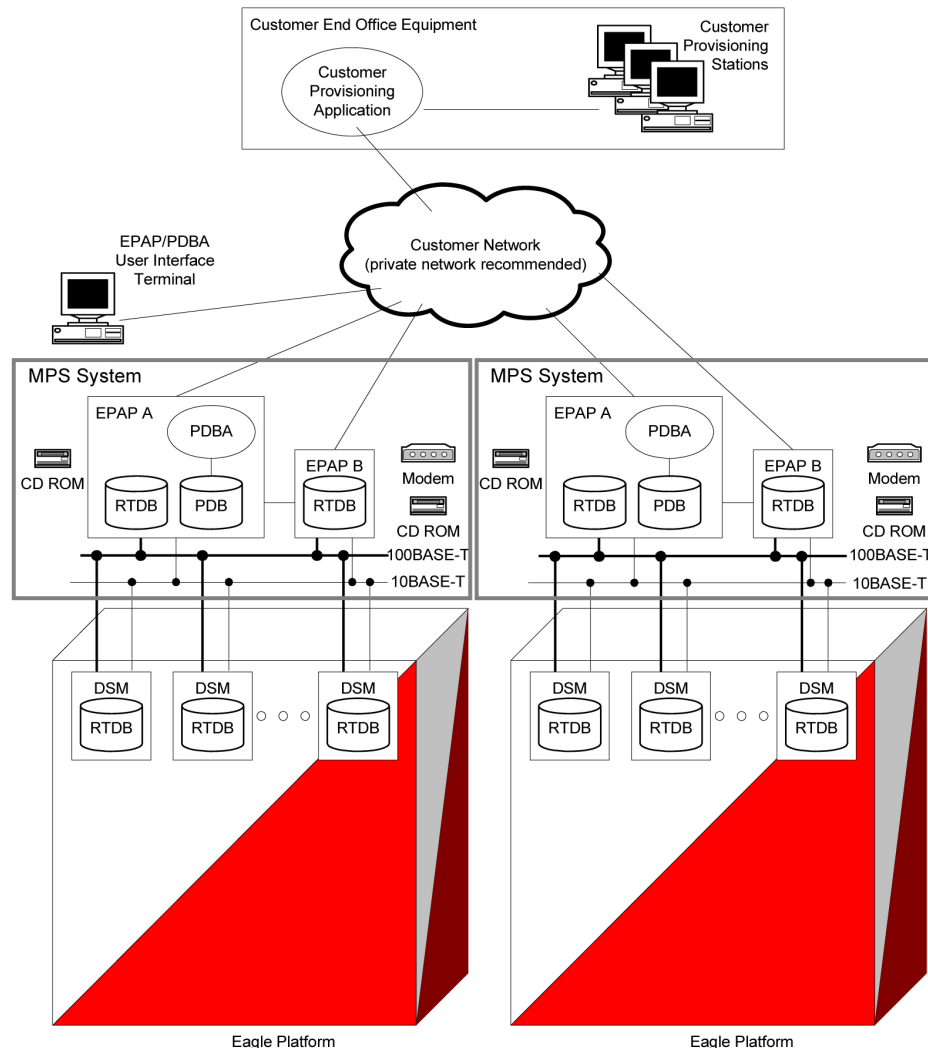 Customer End Office Equipment
Customer
Provisioning
Stations
Customer
Provisioning
Application
Customer Network
(private network recommended)
EPAP/PDBA
User Interface
Terminal
MPS System
EPAP A
PDBA
CD ROM
RTDB
PDB
EPAP B
RTDB
Modem
CD ROM
100BASE-T
10BASE-T
MPS System
EPAP A
PDBA
CD ROM
RTDB
PDB
EPAP B
RTDB
Modem
CD ROM
100BASE-T
10BASE-T
DSM
RTDB
DSM
RTDB
DSM
RTDB
DSM
RTDB
DSM
RTDB
DSM
RTDB
Eagle Platform
Eagle Platform